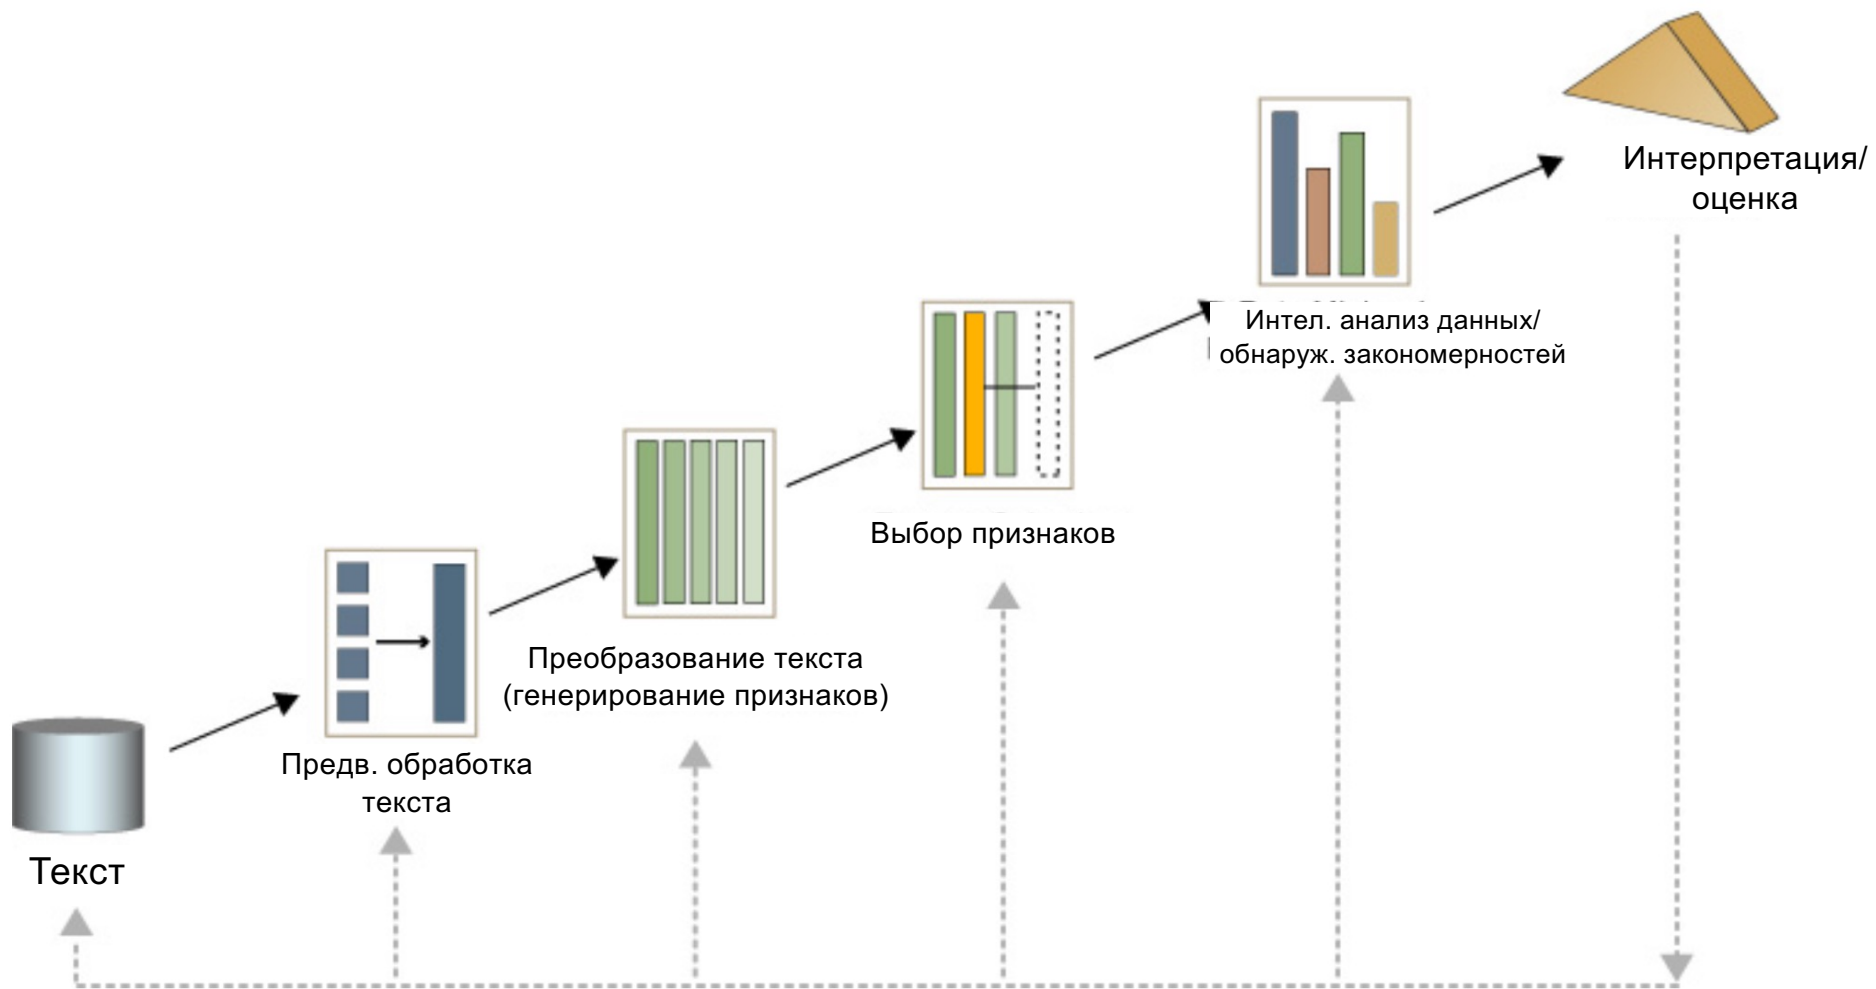 Интерпретация/
оценка
Интел. анализ данных/
обнаруж. закономерностей
Выбор признаков
Преобразование текста
(генерирование признаков)
Предв. обработка
текста
Текст